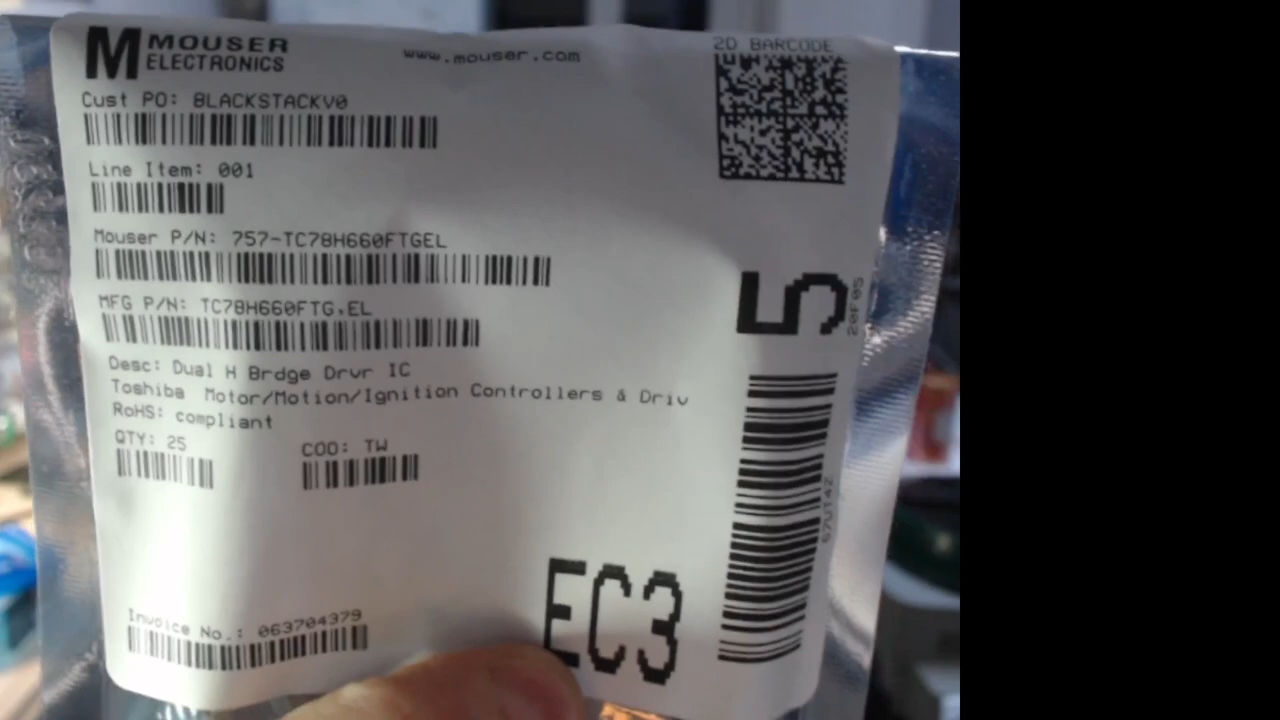 M MOUSER
ELECTRONICS
www.mouser.com
2D BARCODE
Cust PO: BLACKSTACKV0
Line Item: 001
Mouser P/N: 757-TC78H660FTGEL
MFG P/N: TC78H660FTG,EL
Desc: Dual H Brdge Drvr IC
Toshiba Motor/Motion/Ignition Controllers & Driv
RoHS: compliant
QTY: 25
COO: TW
Invoice No.: 063704379
EC3
5
20F05